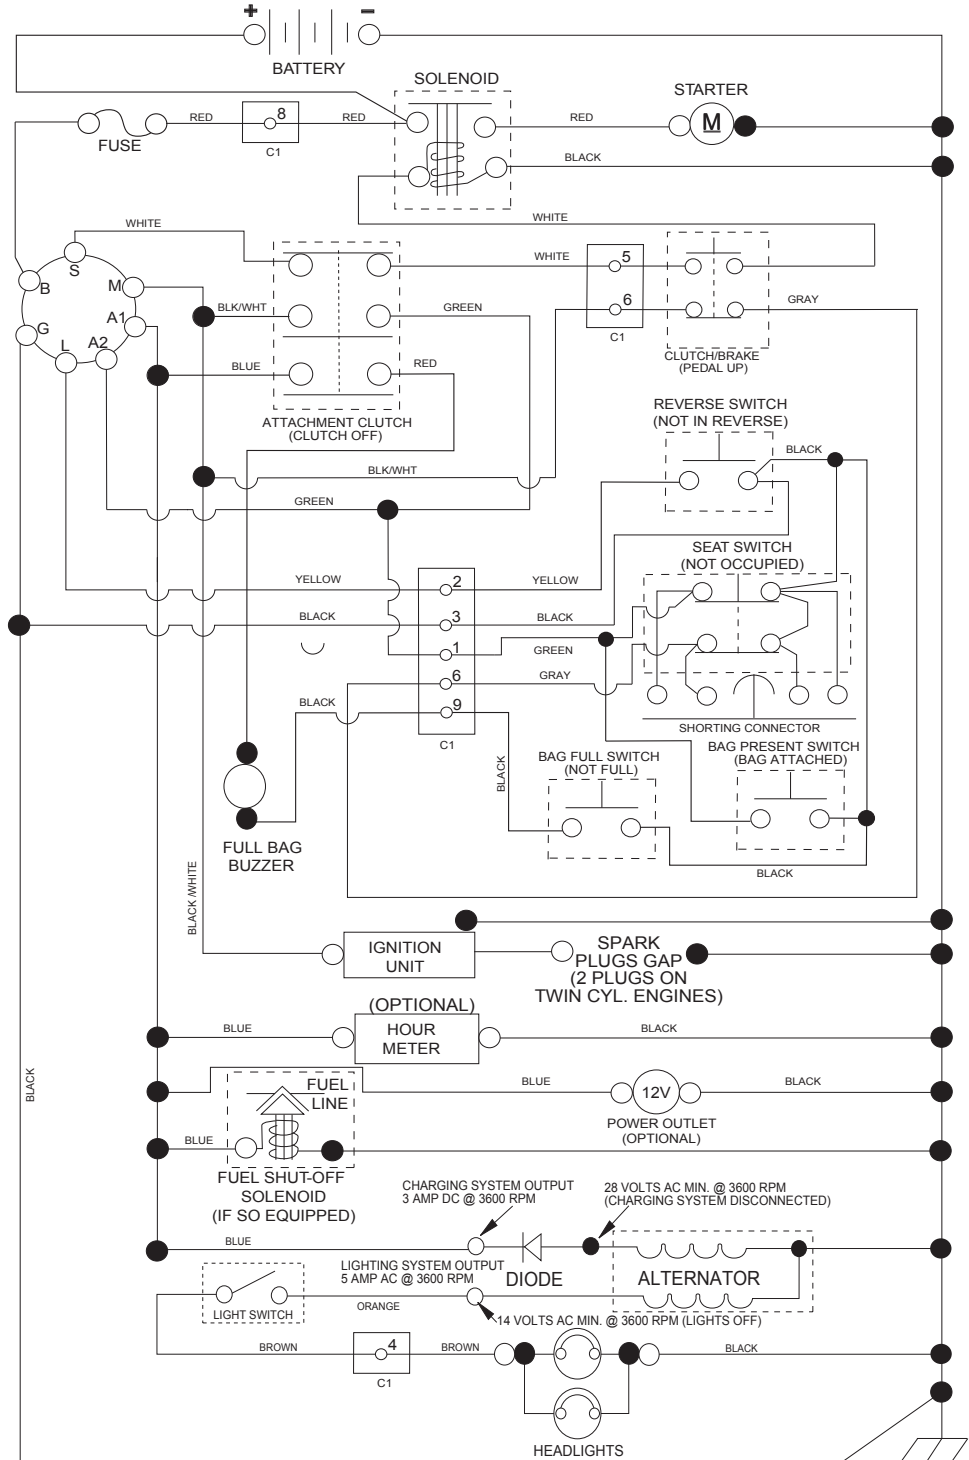 + −
BATTERY
SOLENOID
STARTER
FUSE
RED
8
RED
C1
RED
M
BLACK
WHITE
WHITE
WHITE
5
6
C1
GRAY
CLUTCH/BRAKE
(PEDAL UP)
S
B
M
A1
G
L
A2
BLK/WHT
GREEN
BLUE
RED
ATTACHMENT CLUTCH
(CLUTCH OFF)
REVERSE SWITCH
(NOT IN REVERSE)
BLACK
BLK/WHT
GREEN
SEAT SWITCH
(NOT OCCUPIED)
YELLOW
2
YELLOW
BLACK
3
BLACK
1
GREEN
6
GRAY
BLACK
9
C1
SHORTING CONNECTOR
BLACK
BAG FULL SWITCH
(NOT FULL)
BAG PRESENT SWITCH
(BAG ATTACHED)
FULL BAG
BUZZER
BLACK
BLACK /WHITE
IGNITION
UNIT
SPARK
PLUGS GAP
(2 PLUGS ON
TWIN CYL. ENGINES)
(OPTIONAL)
BLUE
HOUR
METER
BLACK
BLACK
BLUE
12V
BLACK
POWER OUTLET
(OPTIONAL)
FUEL
LINE
BLUE
FUEL SHUT-OFF
SOLENOID
(IF SO EQUIPPED)
CHARGING SYSTEM OUTPUT
3 AMP DC @ 3600 RPM
28 VOLTS AC MIN. @ 3600 RPM
(CHARGING SYSTEM DISCONNECTED)
BLUE
LIGHTING SYSTEM OUTPUT
5 AMP AC @ 3600 RPM
DIODE
ALTERNATOR
LIGHT SWITCH
ORANGE
14 VOLTS AC MIN. @ 3600 RPM (LIGHTS OFF)
BROWN
4
BROWN
C1
BLACK
HEADLIGHTS